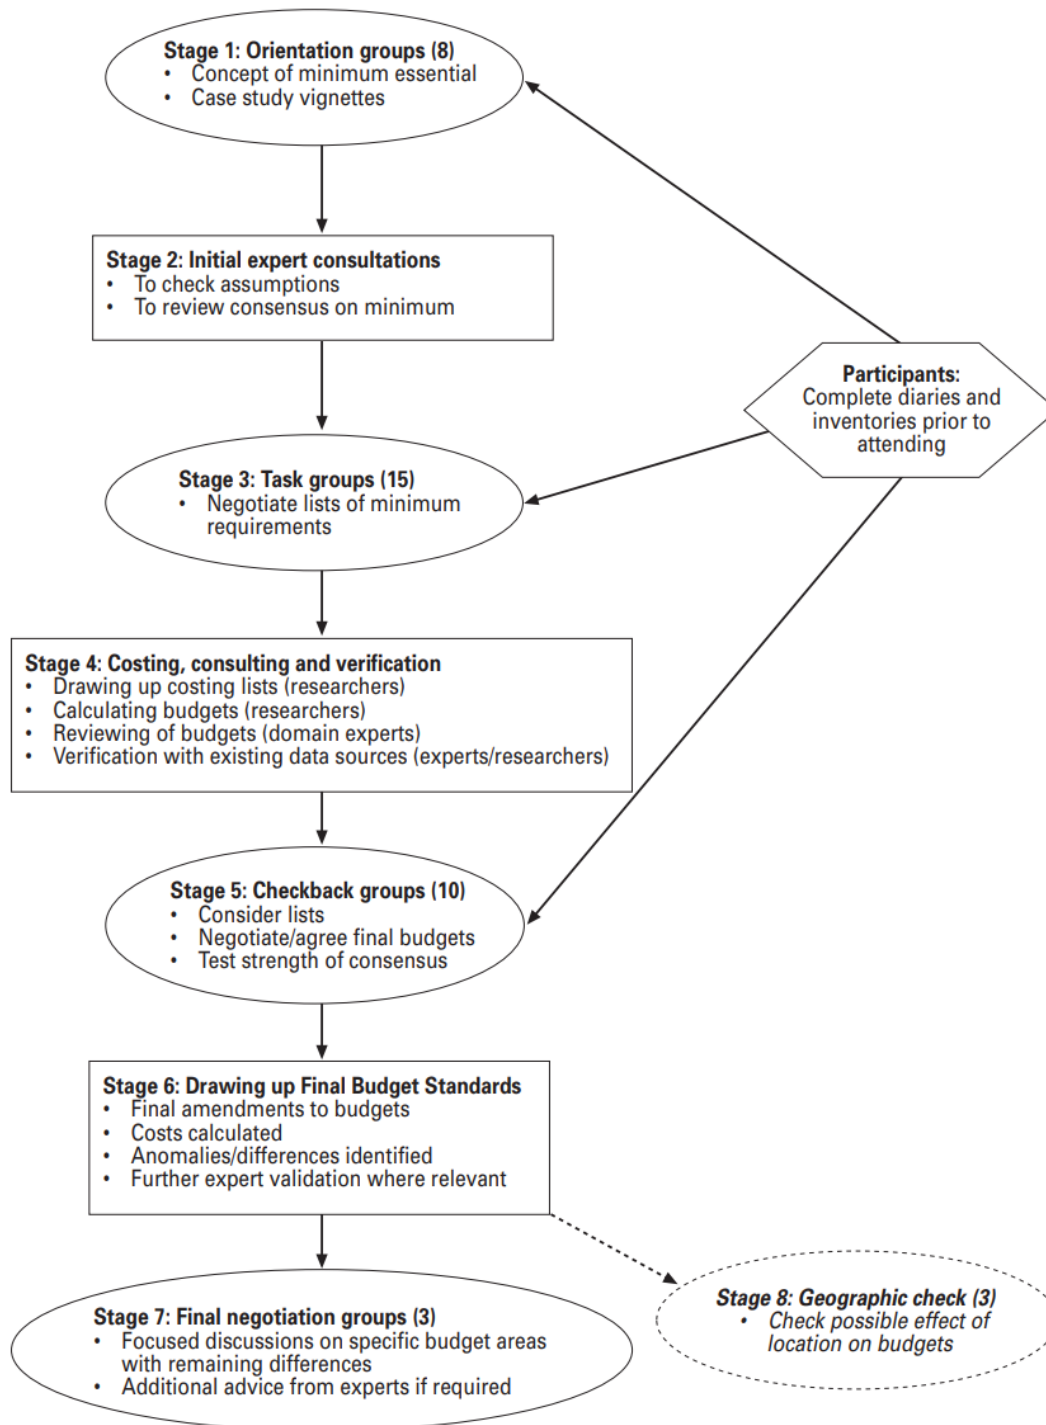 Stage 1: Orientation groups (8)
• Concept of minimum essential
• Case study vignettes
Stage 2: Initial expert consultations
• To check assumptions
• To review consensus on minimum
Participants:
Complete diaries and
inventories prior to
attending
Stage 3: Task groups (15)
• Negotiate lists of minimum
requirements
Stage 4: Costing, consulting and verification
• Drawing up costing lists (researchers)
• Calculating budgets (researchers)
• Reviewing of budgets (domain experts)
• Verification with existing data sources (experts/researchers)
Stage 5: Checkback groups (10)
• Consider lists
• Negotiate/agree final budgets
• Test strength of consensus
Stage 6: Drawing up Final Budget Standards
• Final amendments to budgets
• Costs calculated
• Anomalies/differences identified
• Further expert validation where relevant
Stage 7: Final negotiation groups (3)
• Focused discussions on specific budget areas
with remaining differences
• Additional advice from experts if required
Stage 8: Geographic check (3)
• Check possible effect of
location on budgets